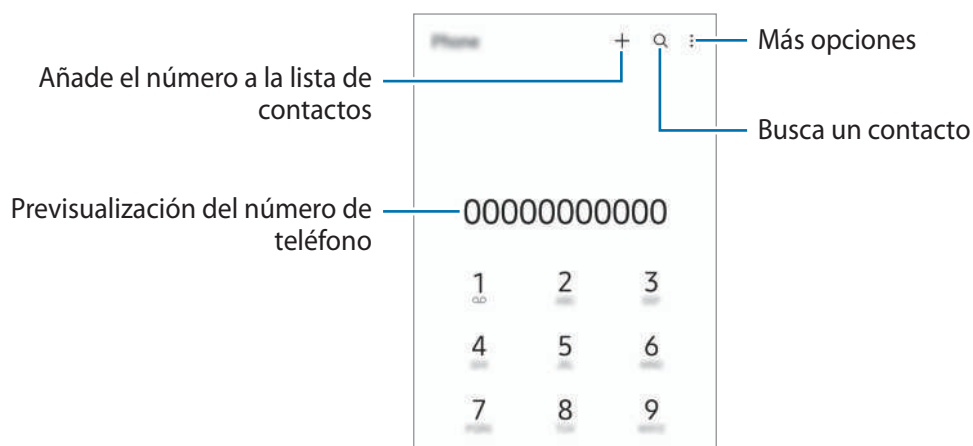 Phone
Más opciones
Añade el número a la lista de
contactos
Busca un contacto
Previsualización del número de
teléfono
00000000000
1 2 3
4 5 6
7 8 9